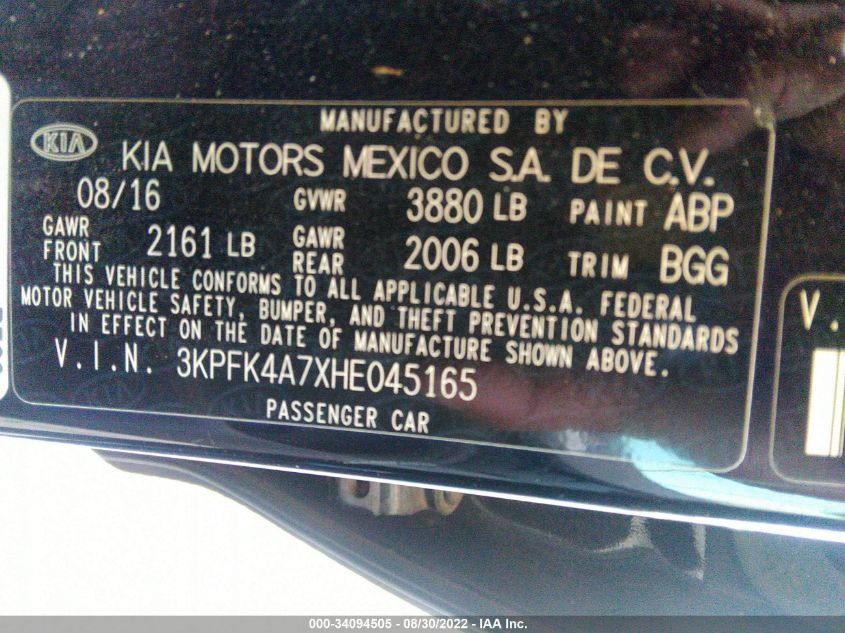 MANUFACTURED BY
KIA KIA MOTORS MEXICO S.A. DE C.V.
08/16 GVWR 3880 LB PAINT ABP
GAWR FRONT 2161 LB GAWR REAR 2006 LB TRIM BGG
THIS VEHICLE CONFORMS TO ALL APPLICABLE U.S.A. FEDERAL
MOTOR VEHICLE SAFETY, BUMPER, AND THEFT PREVENTION STANDARDS
IN EFFECT ON THE DATE OF MANUFACTURE SHOWN ABOVE.
V.I.N. 3KPFK4A7XHE045165
PASSENGER CAR
V.
000-34094505 - 08/30/2022 - IAA Inc.